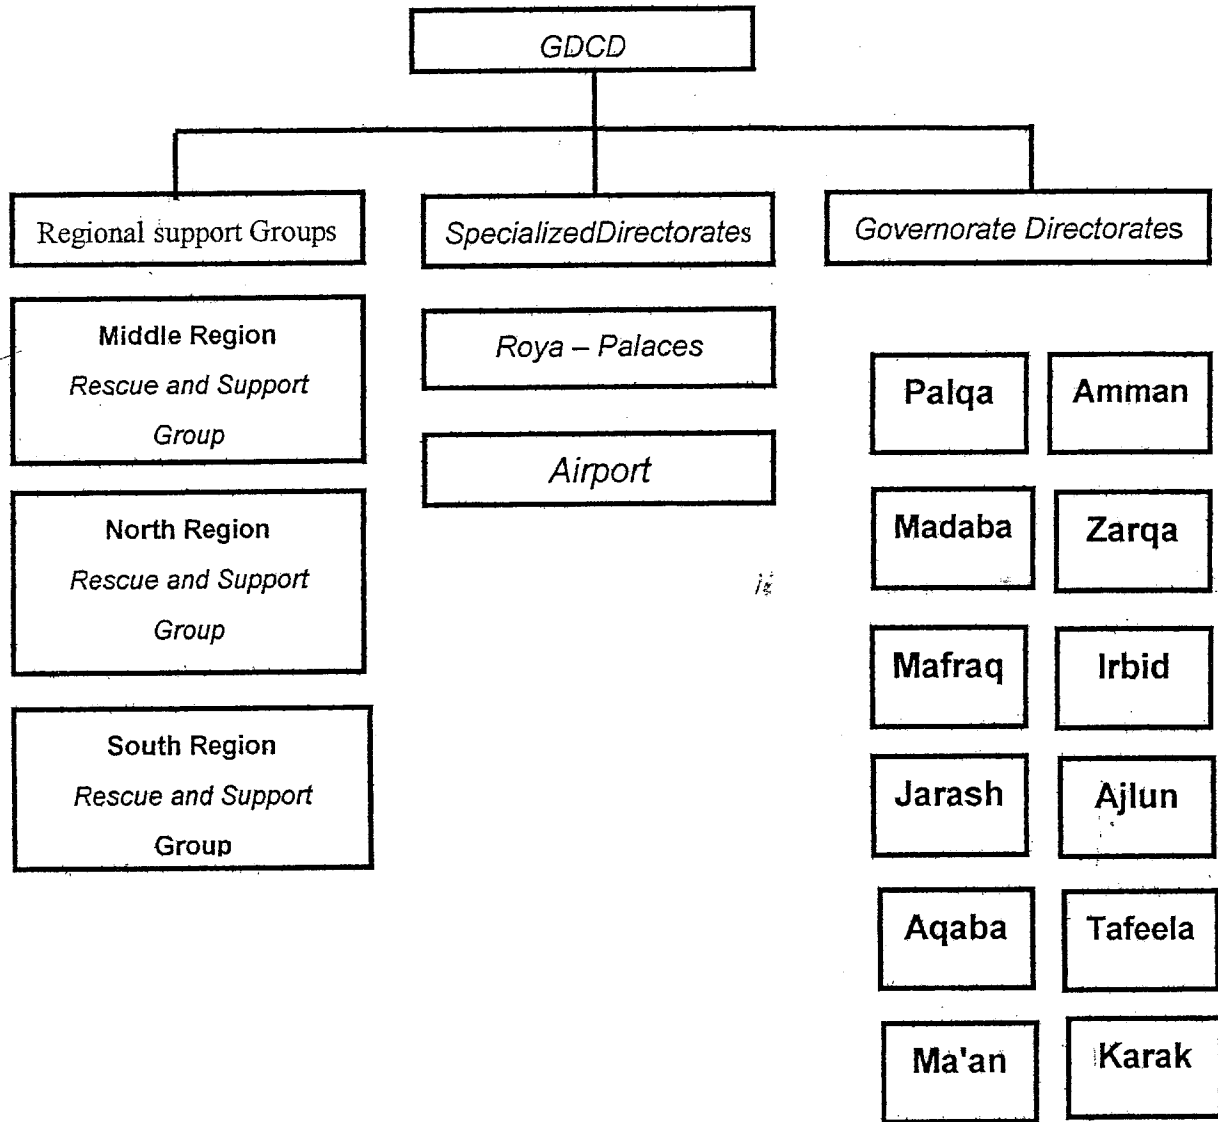 GDCD
Regional support Groups
SpecializedDirectorates
Governorate Directorates
Middle Region
Rescue and Support
Group
North Region
Rescue and Support
Group
South Region
Rescue and Support
Group
Roya – Palaces
Airport
Palqa
Amman
Madaba
Zarqa
Mafraq
Irbid
Jarash
Ajlun
Aqaba
Tafeela
Ma'an
Karak